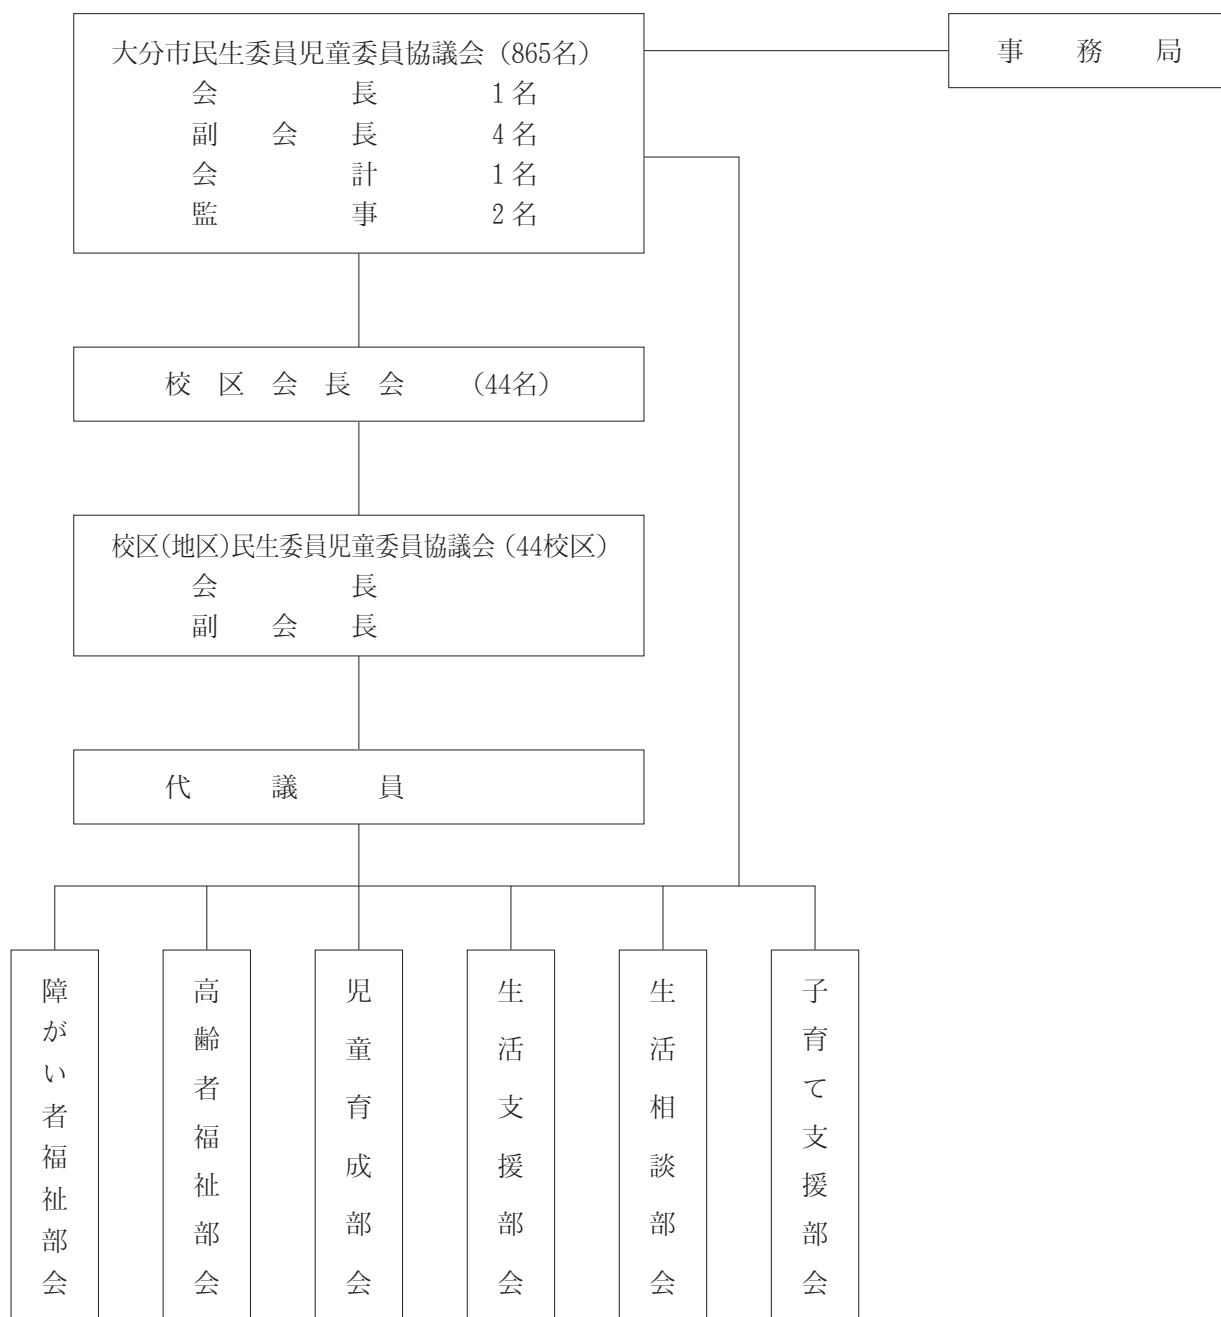 大分市民生委員児童委員協議会（865名）
会長 1名
副会長 4名
会計 1名
監事 2名
事務局
校区会長会 （44名）
校区（地区）民生委員児童委員協議会（44校区）
会長
副会長
代議員
障がい者福祉部会
高齢者福祉部会
児童育成部会
生活支援部会
生活相談部会
子育て支援部会